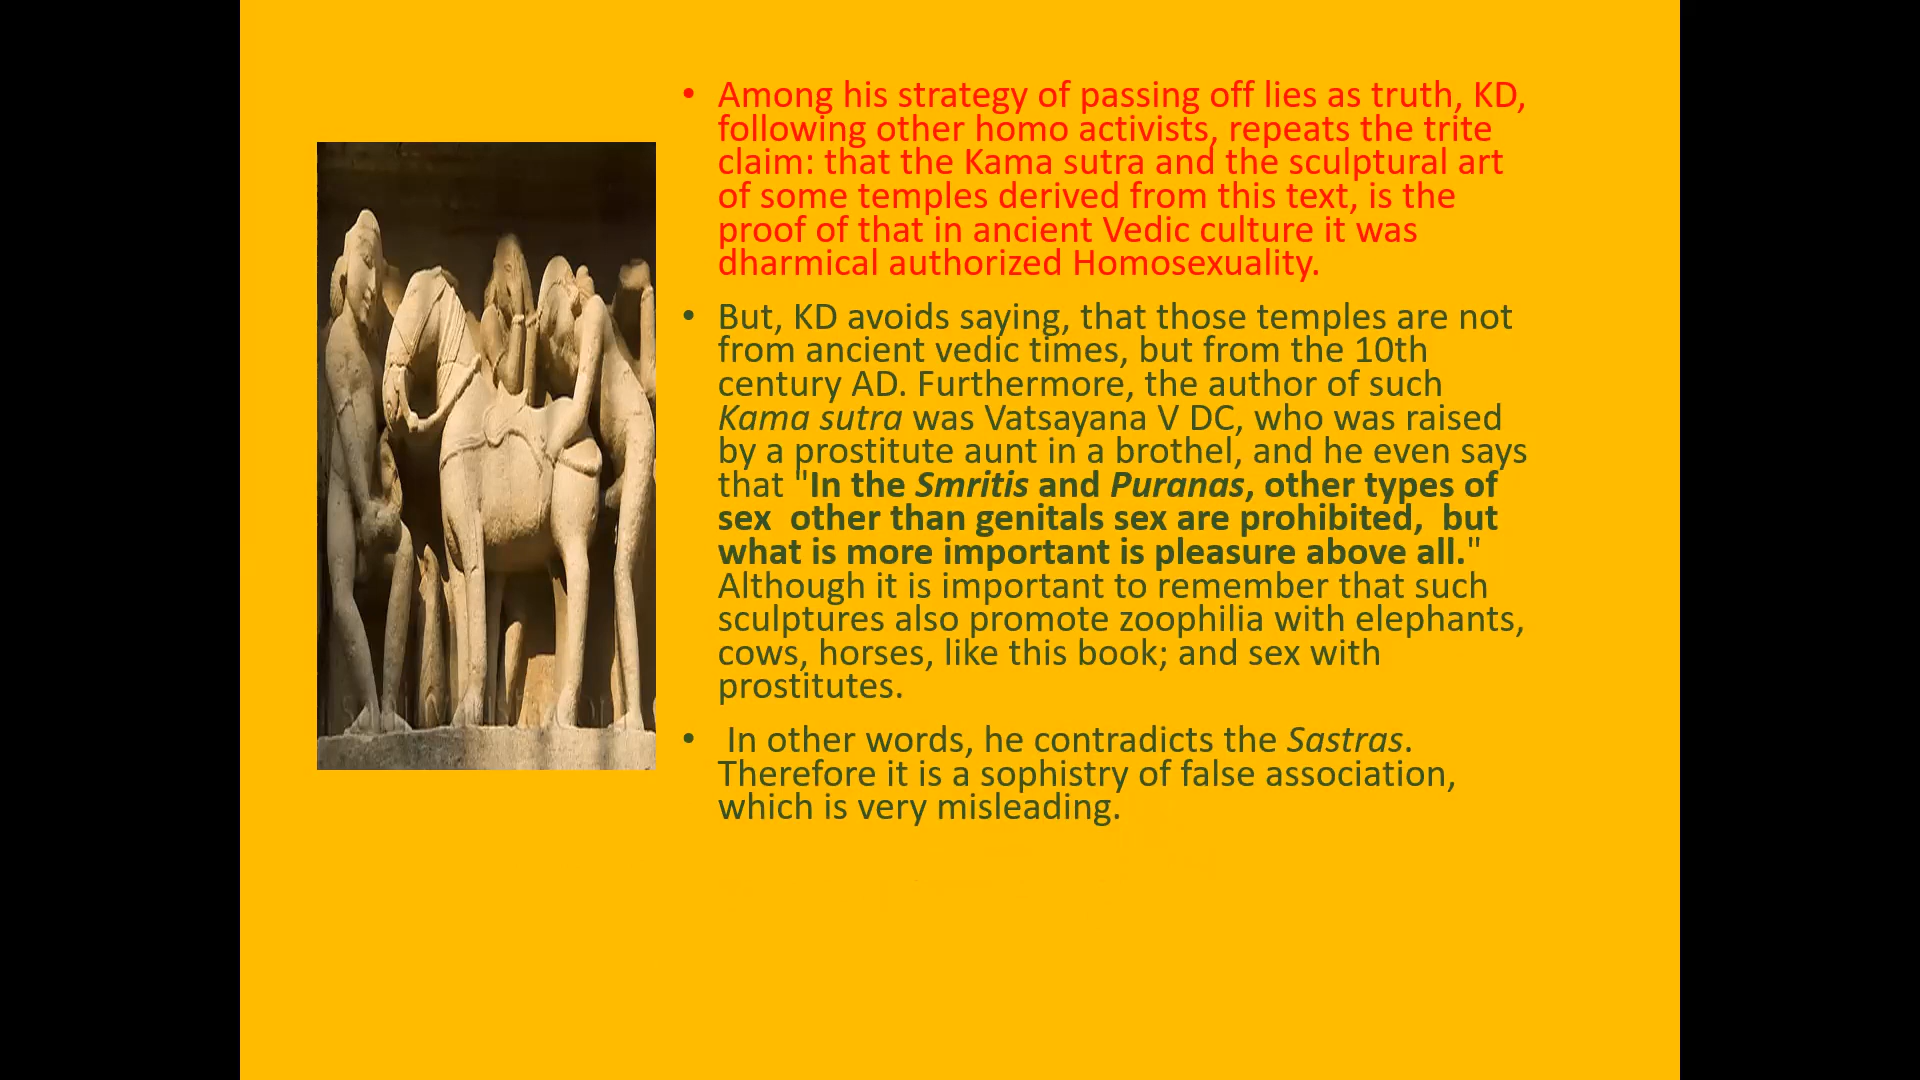 • Among his strategy of passing off lies as truth, KD,
following other homo activists, repeats the trite
claim: that the Kama sutra and the sculptural art
of some temples derived from this text, is the
proof of that in ancient Vedic culture it was
dharmical authorized Homosexuality.
• But, KD avoids saying, that those temples are not
from ancient vedic times, but from the 10th
century AD. Furthermore, the author of such
Kama sutra was Vatsayana V DC, who was raised
by a prostitute aunt in a brothel, and he even says
that "In the Smritis and Puranas, other types of
sex other than genitals sex are prohibited, but
what is more important is pleasure above all."
Although it is important to remember that such
sculptures also promote zoophilia with elephants,
cows, horses, like this book; and sex with
prostitutes.
• In other words, he contradicts the Sastras.
Therefore it is a sophistry of false association,
which is very misleading.